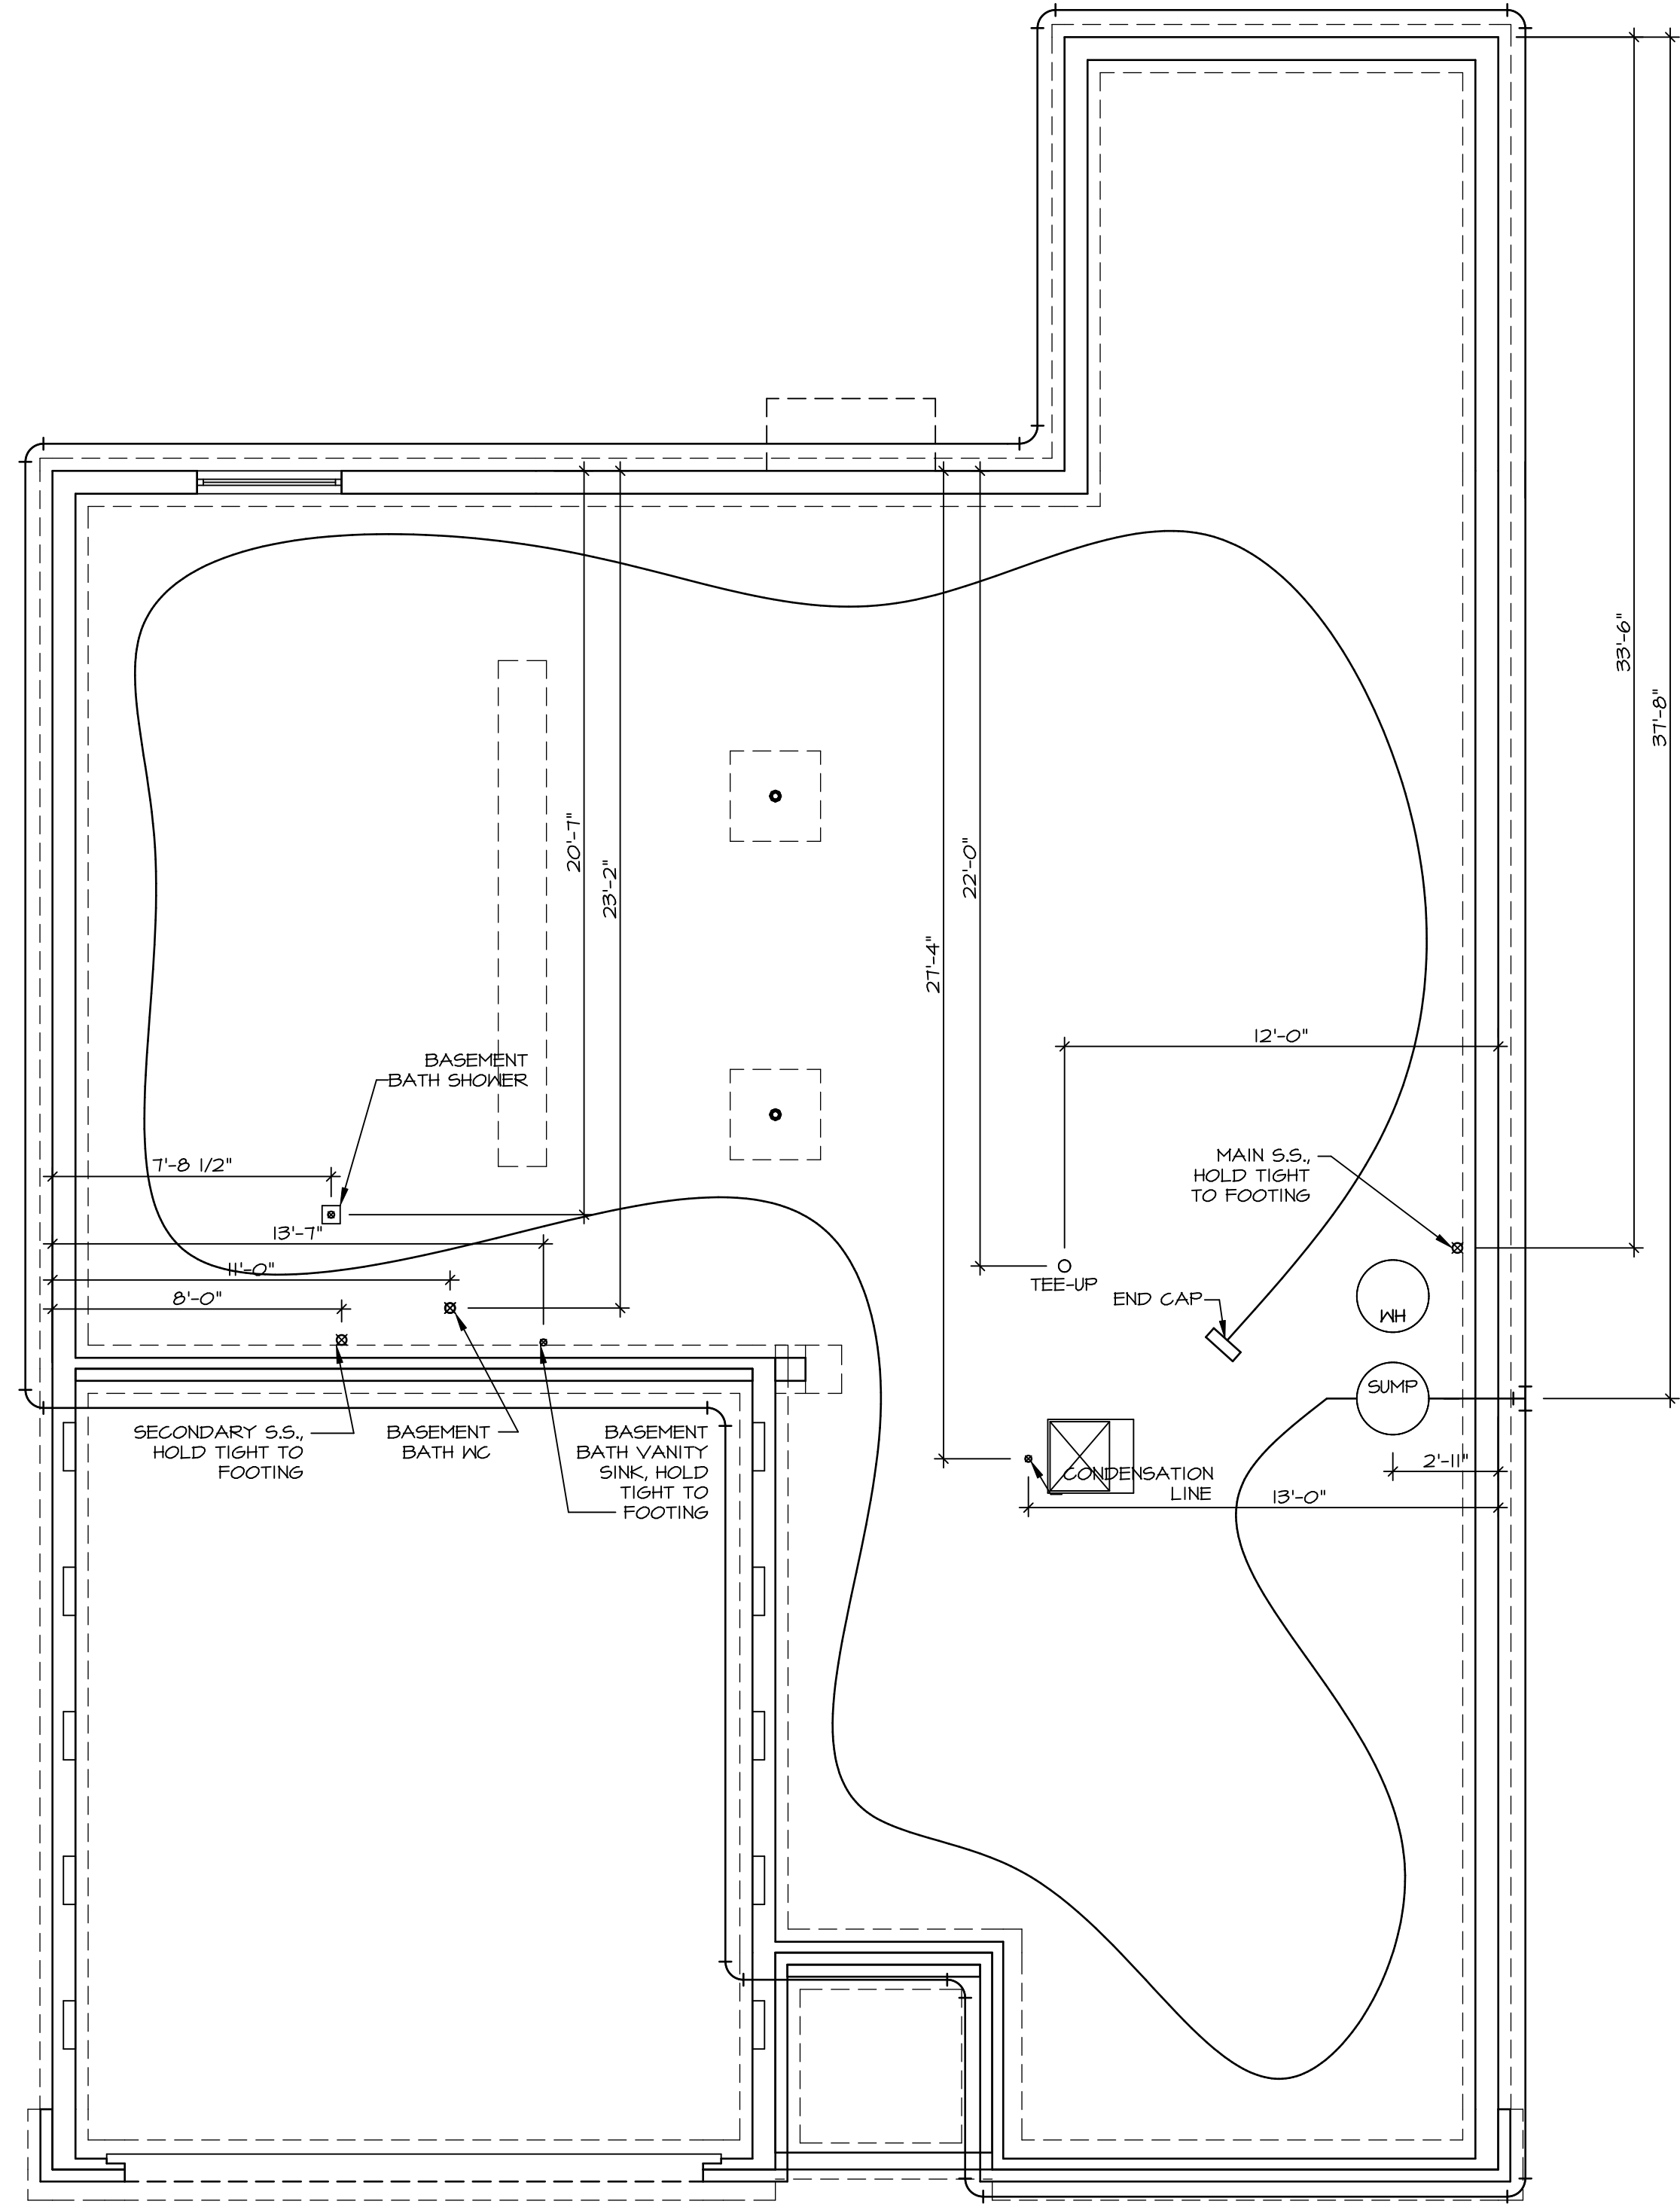 33'-6"
37'-8"
20'-7"
23'-2"
22'-0"
27'-4"
12'-0"
BASEMENT
BATH SHOWER
7'-8 1/2"
MAIN S.S.,
HOLD TIGHT
TO FOOTING
13'-7"
11'-0"
8'-0"
TEE-UP
END CAP
WH
SUMP
SECONDARY S.S.,
HOLD TIGHT TO
FOOTING
BASEMENT
BATH WC
BASEMENT
BATH VANITY
SINK, HOLD
TIGHT TO
FOOTING
CONDENSATION
LINE
2'-11"
13'-0"